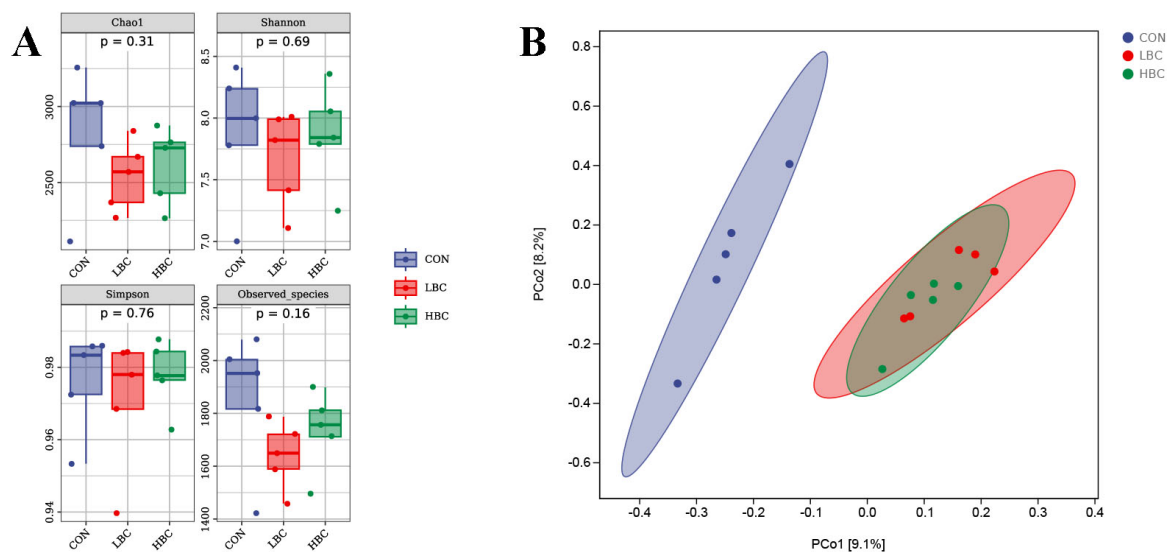 A
Chao1
p = 0.31
3000
2500
CON
LBC
HBC
Shannon
p = 0.69
8.5
8.0
7.5
7.0
CON
LBC
HBC
Simpson
p = 0.76
0.98
0.96
0.94
CON
LBC
HBC
Observed_species
p = 0.16
2200
2000
1800
1600
1400
CON
LBC
HBC
CON
LBC
HBC
B
PCo2 [8.2%]
0.8
0.6
0.4
0.2
0.0
-0.2
-0.4
-0.6
-0.4 -0.3 -0.2 -0.1 0.0 0.1 0.2 0.3 0.4
PCo1 [9.1%]
CON
LBC
HBC